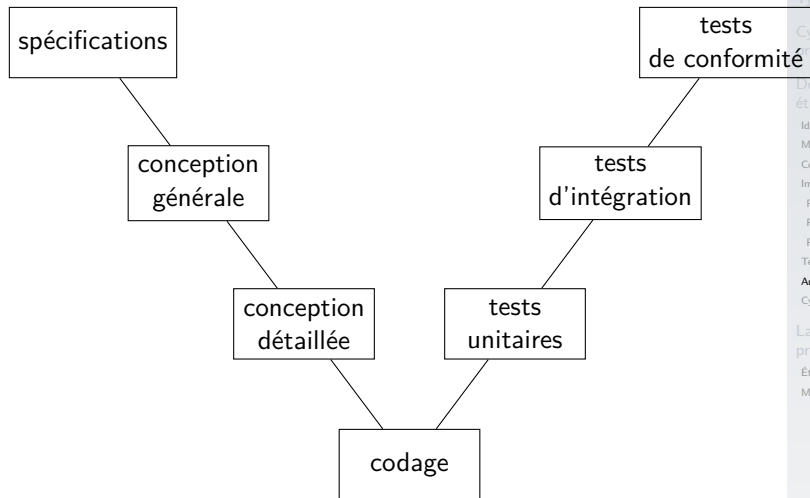 spécifications
tests
de conformité
conception
générale
tests
d'intégration
conception
détaillée
tests
unitaires
codage